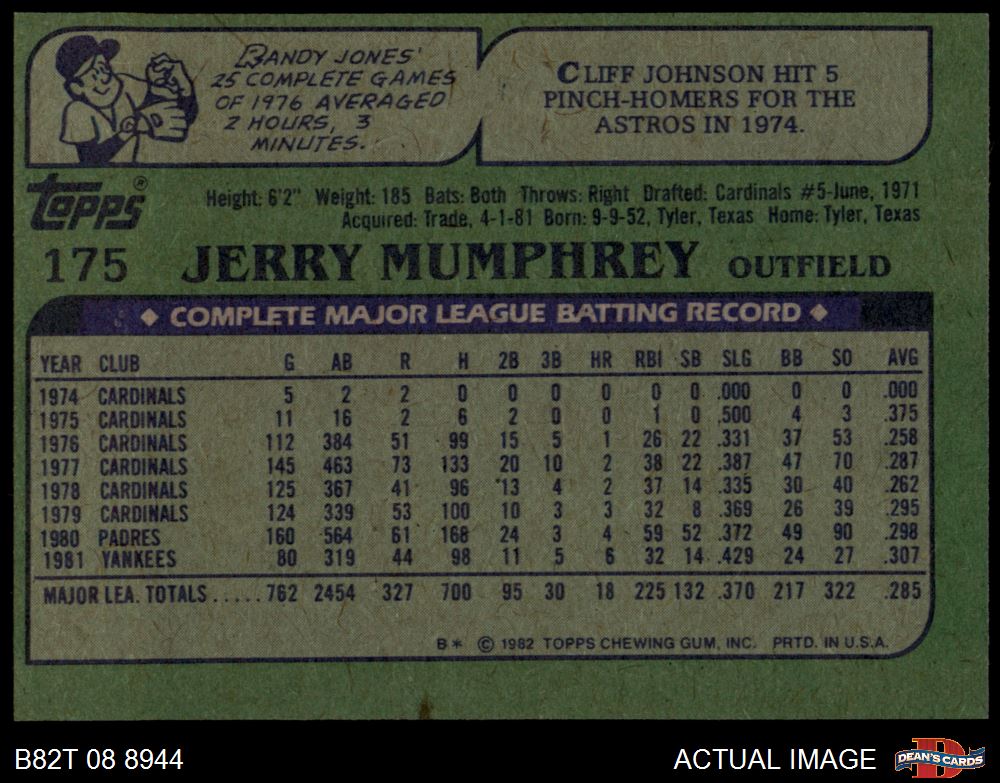 RANDY JONES'
25 COMPLETE GAMES
OF 1976 AVERAGED
2 HOURS, 3
MINUTES.
CLIFF JOHNSON HIT 5
PINCH-HOMERS FOR THE
ASTROS IN 1974.
Topps®
Height: 6'2" Weight: 185 Bats: Both Throws: Right Drafted: Cardinals #5-June, 1971
Acquired: Trade, 4-1-81 Born: 9-9-52, Tyler, Texas Home: Tyler, Texas
175 JERRY MUMPHREY OUTFIELD
◆ COMPLETE MAJOR LEAGUE BATTING RECORD ◆
YEAR CLUB G AB R H 2B 3B HR RBI SB SLG BB SO AVG
1974 CARDINALS 5 2 2 0 0 0 0 0 0 .000 0 0 .000
1975 CARDINALS 11 16 2 6 2 0 0 1 0 .500 4 3 .375
1976 CARDINALS 112 384 51 99 15 5 1 26 22 .331 37 53 .258
1977 CARDINALS 145 463 73 133 20 10 2 38 22 .387 47 70 .287
1978 CARDINALS 125 367 41 96 13 4 2 37 14 .335 30 40 .262
1979 CARDINALS 124 339 53 100 10 3 3 32 8 .369 26 39 .295
1980 PADRES 160 564 61 168 24 3 4 59 52 .372 49 90 .298
1981 YANKEES 80 319 44 98 11 5 6 32 14 .429 24 27 .307
MAJOR LEA. TOTALS.....762 2454 327 700 95 30 18 225 132 .370 217 322 .285
B* © 1982 TOPPS CHEWING GUM, INC. PRTD. IN U.S.A.
B82T 08 8944
ACTUAL IMAGE
D
DEAN'S CARDS